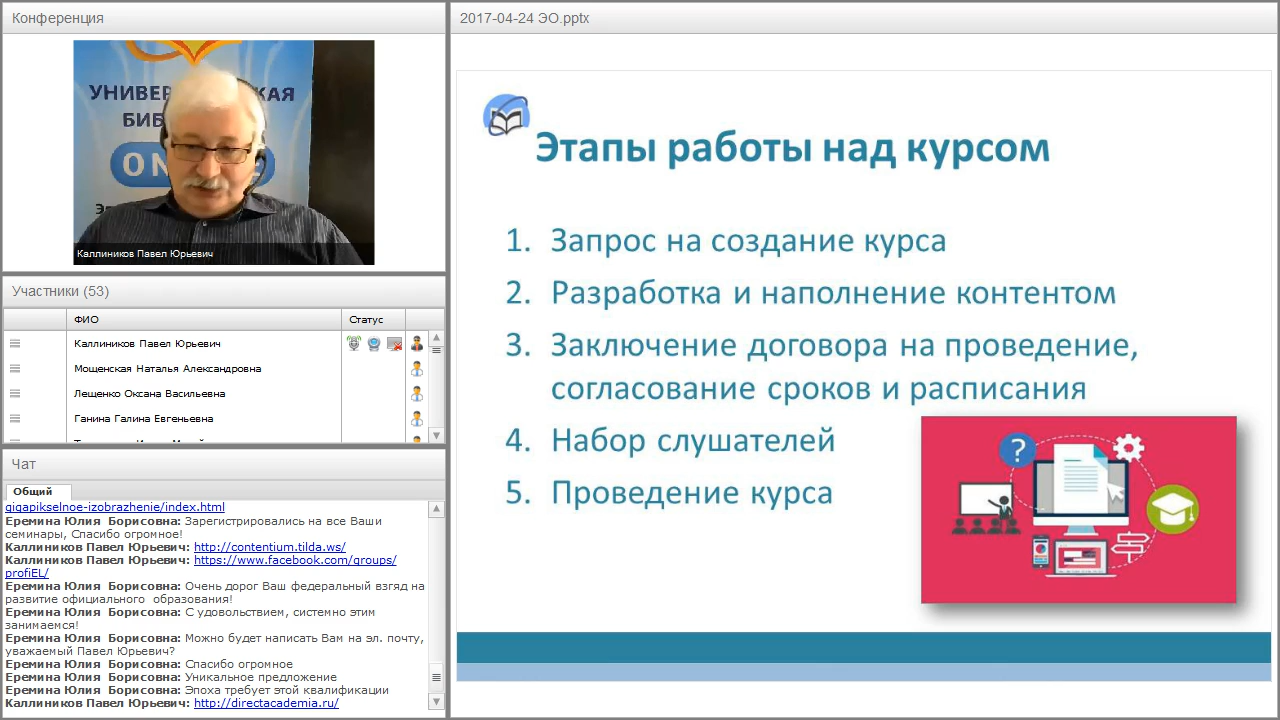 Конференция
УНИВЕР КАЯ
БИБ
ON E
Каллиников Павел Юрьевич
Участники (53)
ФИО
Статус
Каллиников Павел Юрьевич
Мощенская Наталья Александровна
Лещенко Оксана Васильевна
Ганина Галина Евгеньевна
Чат
Общий
gigapikselnoe-izobrazhenie/index.html
Еремина Юлия Борисовна: Зарегистрировались на все Ваши
семинары, Спасибо огромное!
Каллиников Павел Юрьевич: http://contentium.tilda.ws/
Каллиников Павел Юрьевич: https://www.facebook.com/groups/
profiEL/
Еремина Юлия Борисовна: Очень дорог Ваш федеральный взгяд на
развитие официального образования!
Еремина Юлия Борисовна: С удовольствием, системно этим
занимаемся!
Еремина Юлия Борисовна: Можно будет написать Вам на эл. почту,
уважаемый Павел Юрьевич?
Еремина Юлия Борисовна: Спасибо огромное
Еремина Юлия Борисовна: Уникальное предложение
Еремина Юлия Борисовна: Эпоха требует этой квалификации
Каллиников Павел Юрьевич: http://directacademia.ru/
2017-04-24 ЭО.pptx
Этапы работы над курсом
1. Запрос на создание курса
2. Разработка и наполнение контентом
3. Заключение договора на проведение,
согласование сроков и расписания
4. Набор слушателей
5. Проведение курса
?